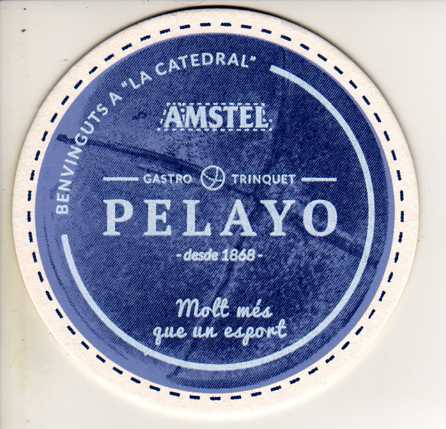 BENVINGUTS A "LA CATEDRAL"
AMSTEL
GASTRO TRINQUET
PELAYO
- desde 1868 -
Molt més
que un esport